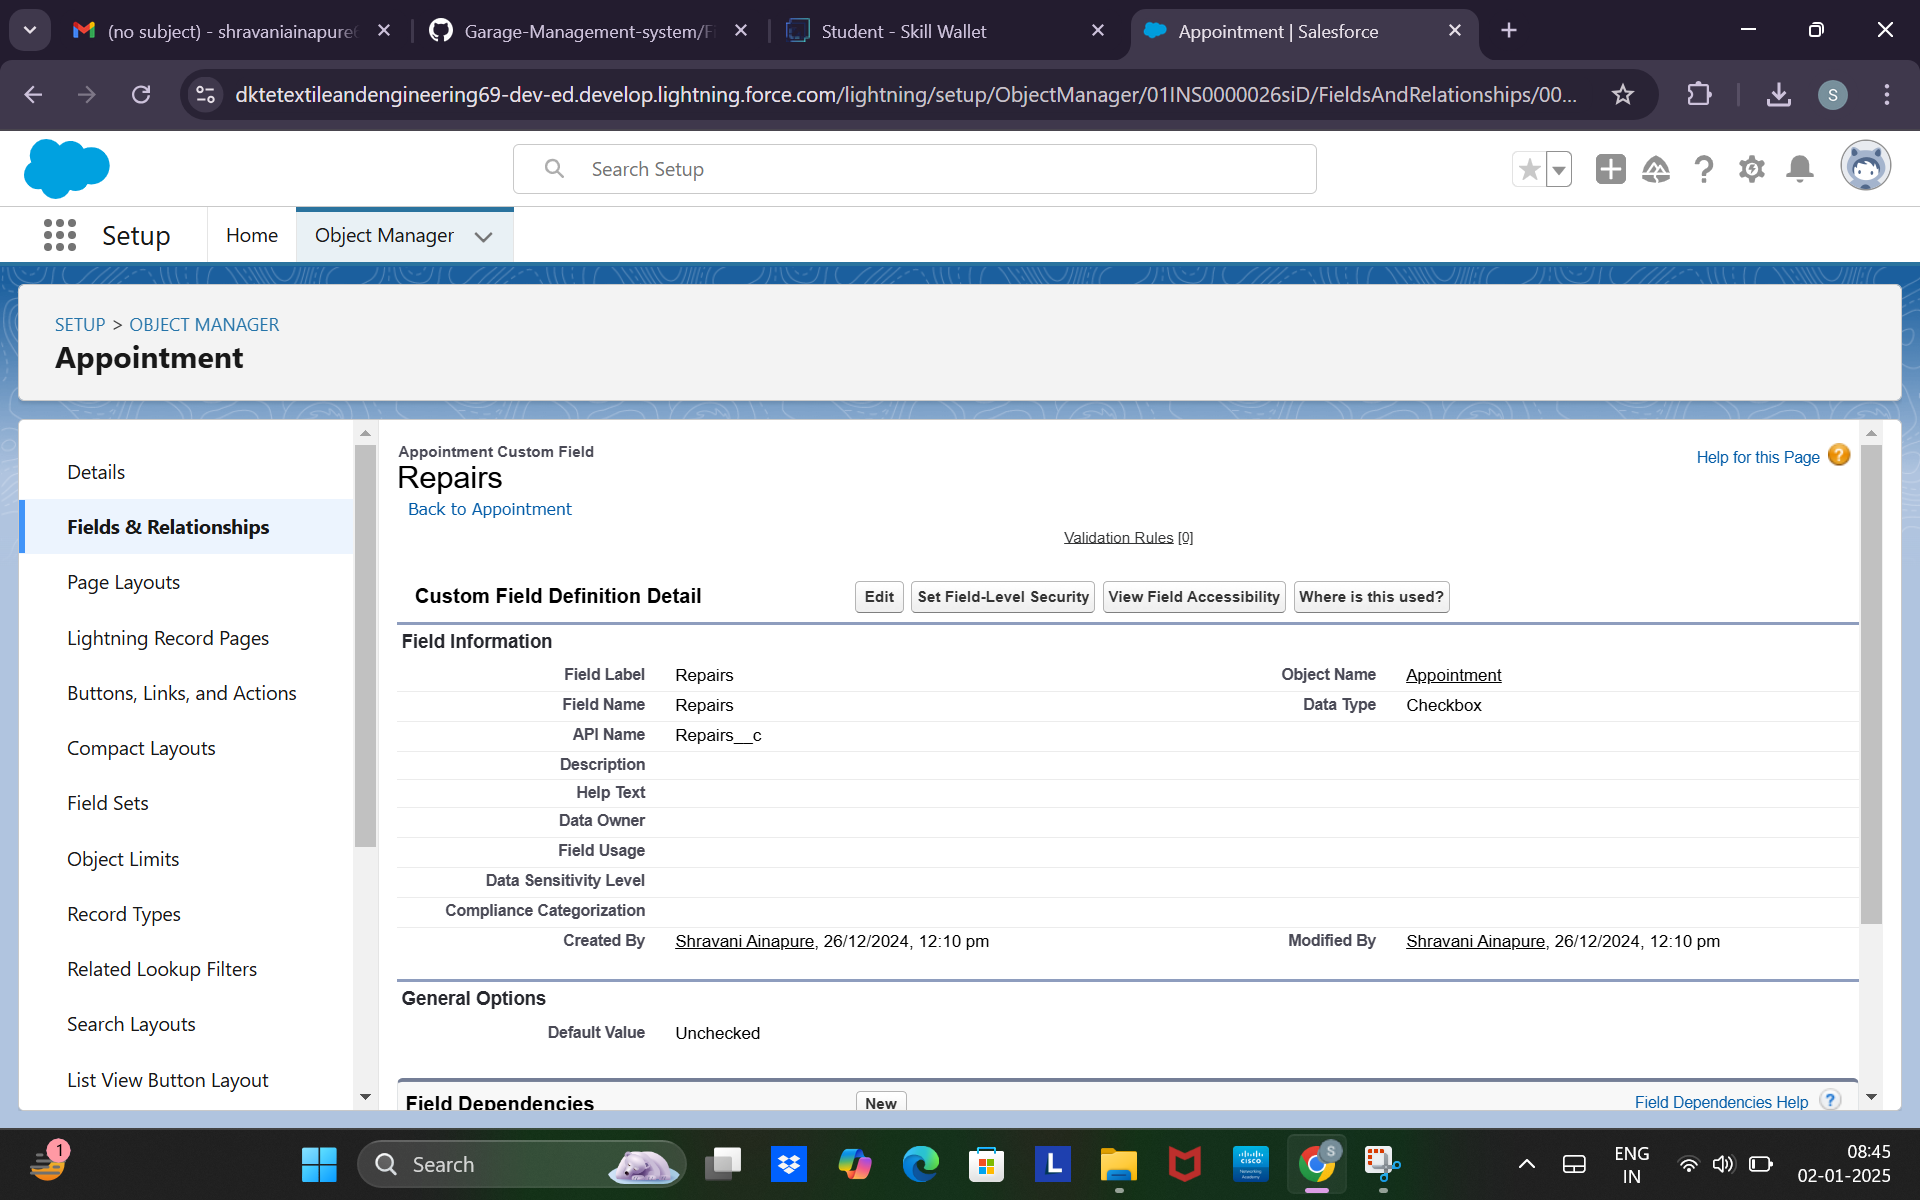 (no subject) - shravaniainapure
Garage-Management-system/Fi
Student - Skill Wallet
Appointment | Salesforce
dktetextileandengineering69-dev-ed.develop.lightning.force.com/lightning/setup/ObjectManager/01INS0000026siD/FieldsAndRelationships/00...
S
Search Setup
Setup
Home
Object Manager
SETUP > OBJECT MANAGER
Appointment
Details
Fields & Relationships
Page Layouts
Lightning Record Pages
Buttons, Links, and Actions
Compact Layouts
Field Sets
Object Limits
Record Types
Related Lookup Filters
Search Layouts
List View Button Layout
Appointment Custom Field
Repairs
Back to Appointment
Help for this Page ?
Validation Rules [0]
Custom Field Definition Detail
Edit
Set Field-Level Security
View Field Accessibility
Where is this used?
Field Information
Field Label Repairs Object Name Appointment
Field Name Repairs Data Type Checkbox
API Name Repairs__c
Description
Help Text
Data Owner
Field Usage
Data Sensitivity Level
Compliance Categorization
Created By Shravani Ainapure, 26/12/2024, 12:10 pm Modified By Shravani Ainapure, 26/12/2024, 12:10 pm
General Options
Default Value Unchecked
Field Dependencies New Field Dependencies Help ?
1
Search
L
CISCO
S
ENG
IN
08:45
02-01-2025